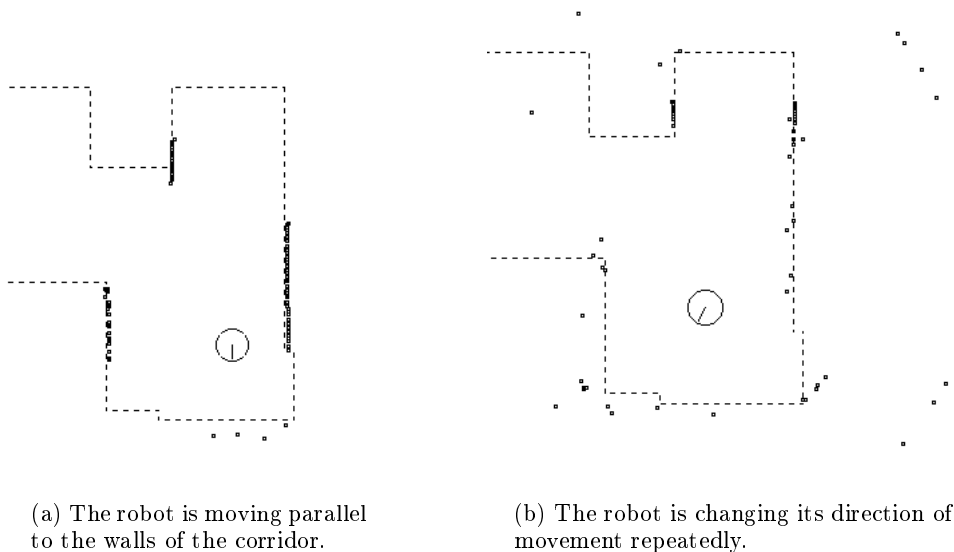 (a) The robot is moving parallel
to the walls of the corridor.
(b) The robot is changing its direction of
movement repeatedly.